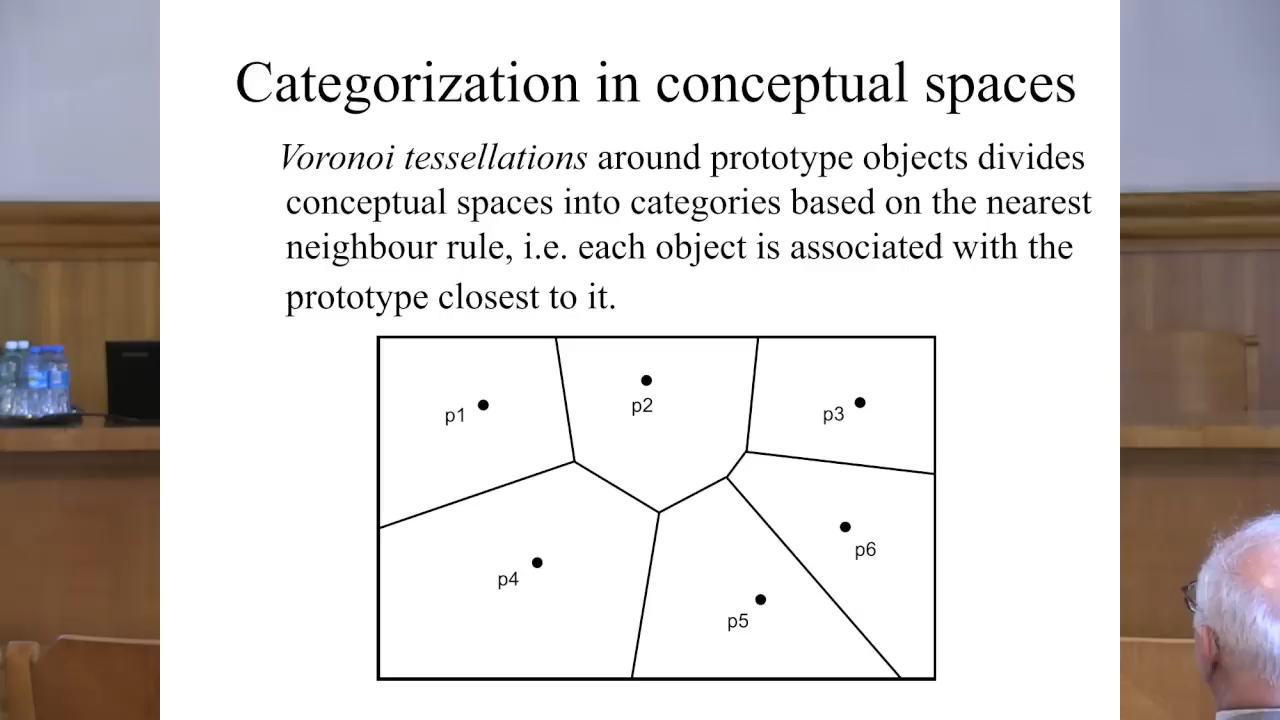 Categorization in conceptual spaces
Voronoi tessellations around prototype objects divides
conceptual spaces into categories based on the nearest
neighbour rule, i.e. each object is associated with the
prototype closest to it.
p1
p2
p3
p4
p5
p6